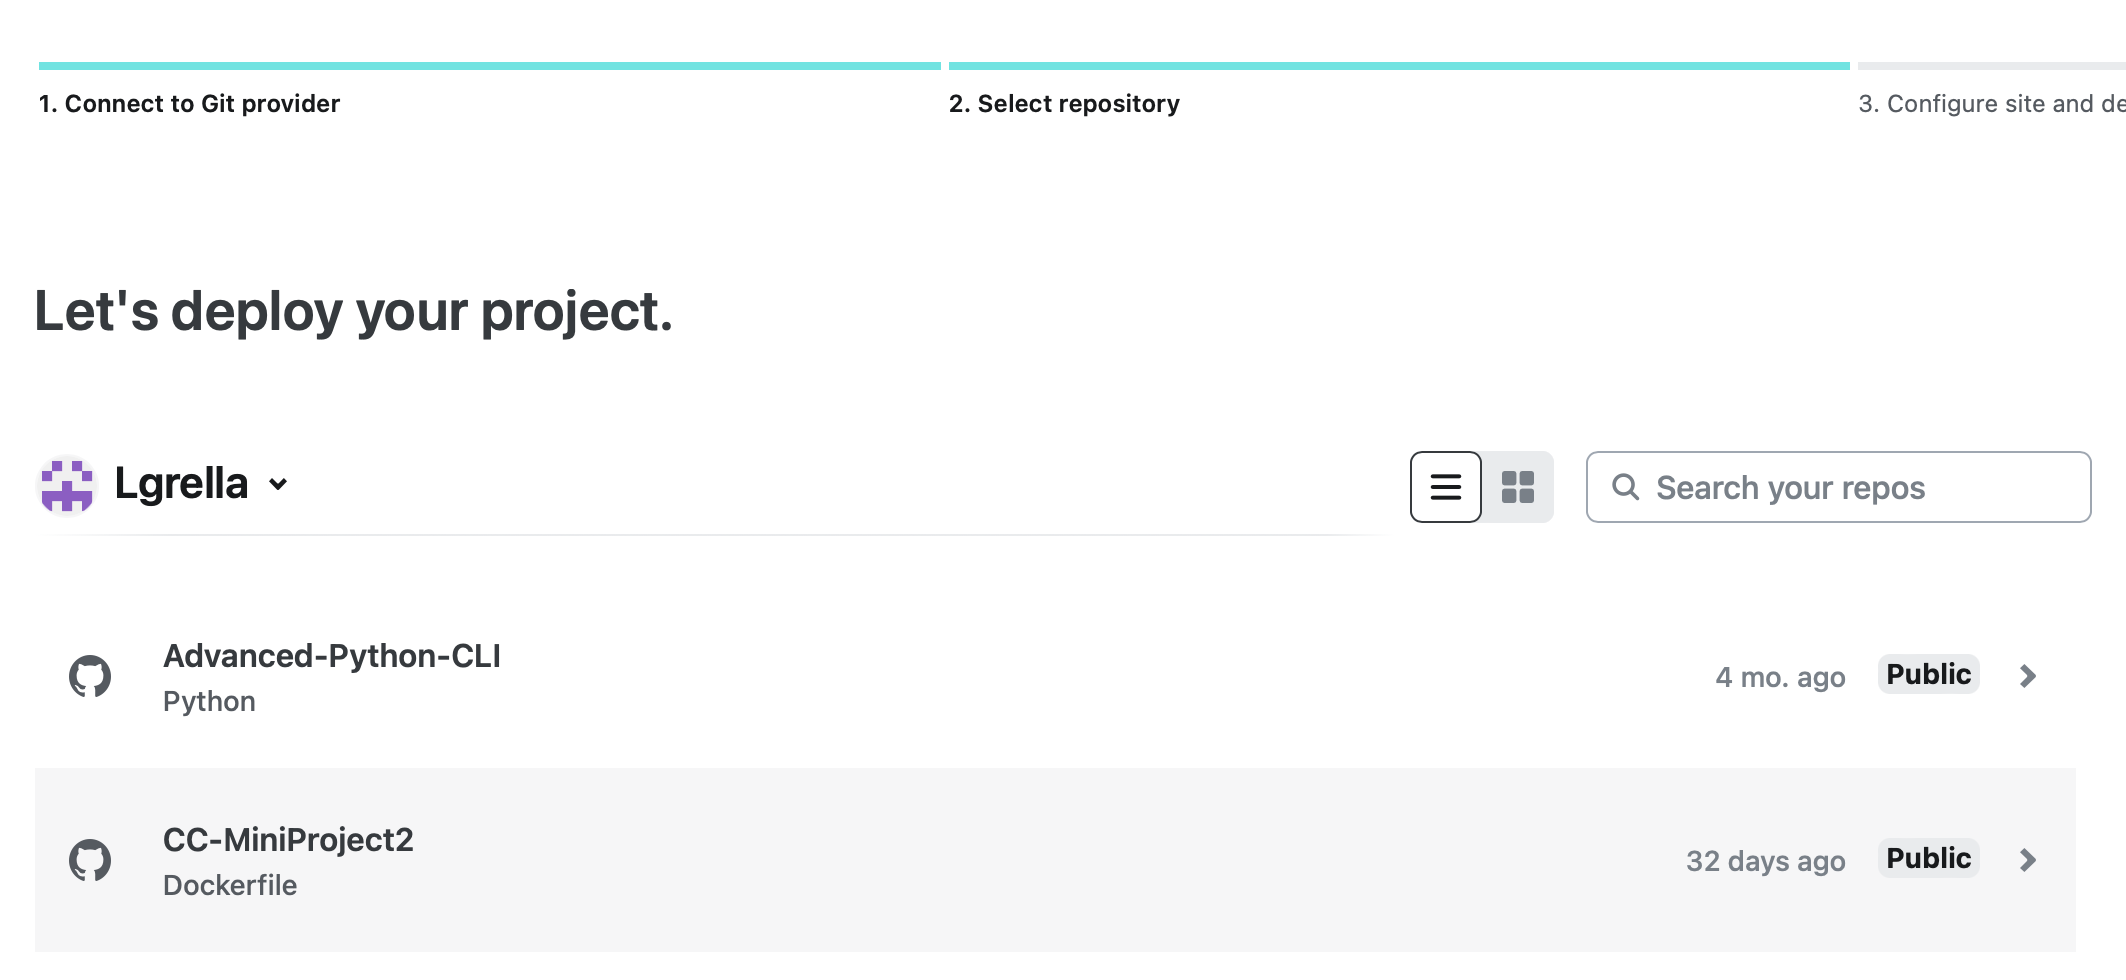 1. Connect to Git provider
2. Select repository
3. Configure site and de
Let's deploy your project.
Lgrella
Search your repos
Advanced-Python-CLI
Python
4 mo. ago
Public
CC-MiniProject2
Dockerfile
32 days ago
Public